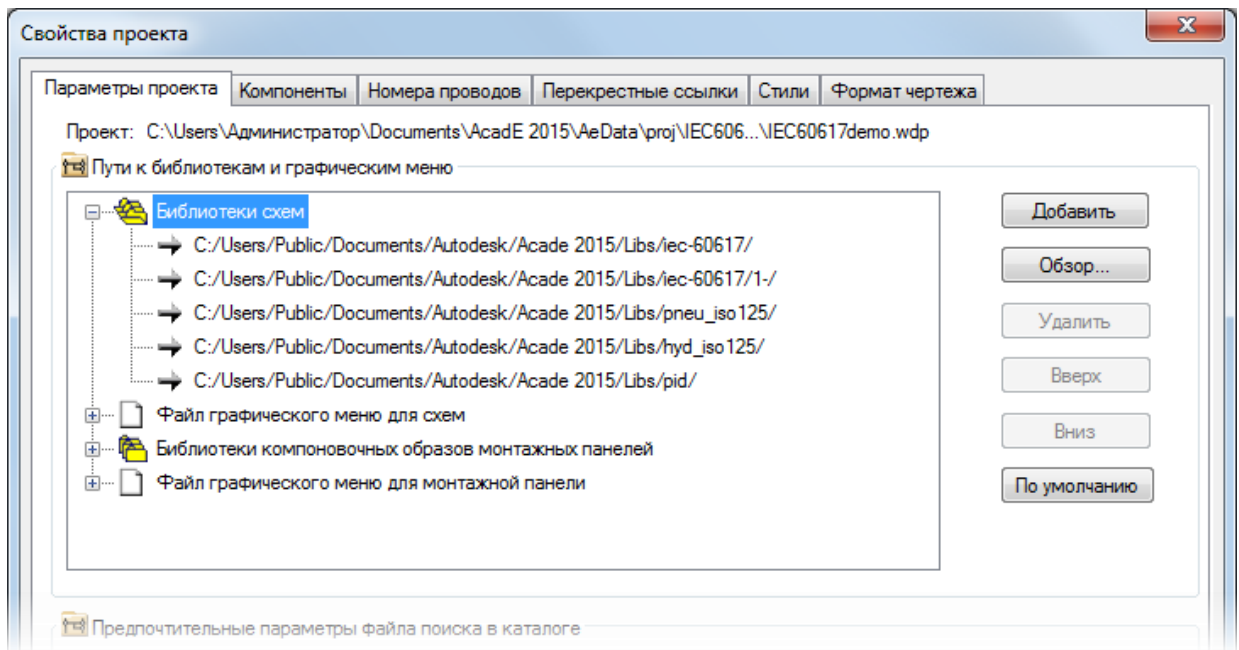 Свойства проекта
Параметры проекта Компоненты Номера проводов Перекрестные ссылки Стили Формат чертежа
Проект: C:\Users\Администратор\Documents\AcadE 2015\AeData\proj\IEC606...\IEC60617demo.wdp
Пути к библиотекам и графическим меню
Библиотеки схем
C:/Users/Public/Documents/Autodesk/Acade 2015/Libs/iec-60617/
C:/Users/Public/Documents/Autodesk/Acade 2015/Libs/iec-60617/1-/
C:/Users/Public/Documents/Autodesk/Acade 2015/Libs/pneu_iso125/
C:/Users/Public/Documents/Autodesk/Acade 2015/Libs/hyd_iso125/
C:/Users/Public/Documents/Autodesk/Acade 2015/Libs/pid/
Файл графического меню для схем
Библиотеки компоновочных образов монтажных панелей
Файл графического меню для монтажной панели
Добавить
Обзор...
Удалить
Вверх
Вниз
По умолчанию
Предпочтительные параметры файла поиска в каталоге